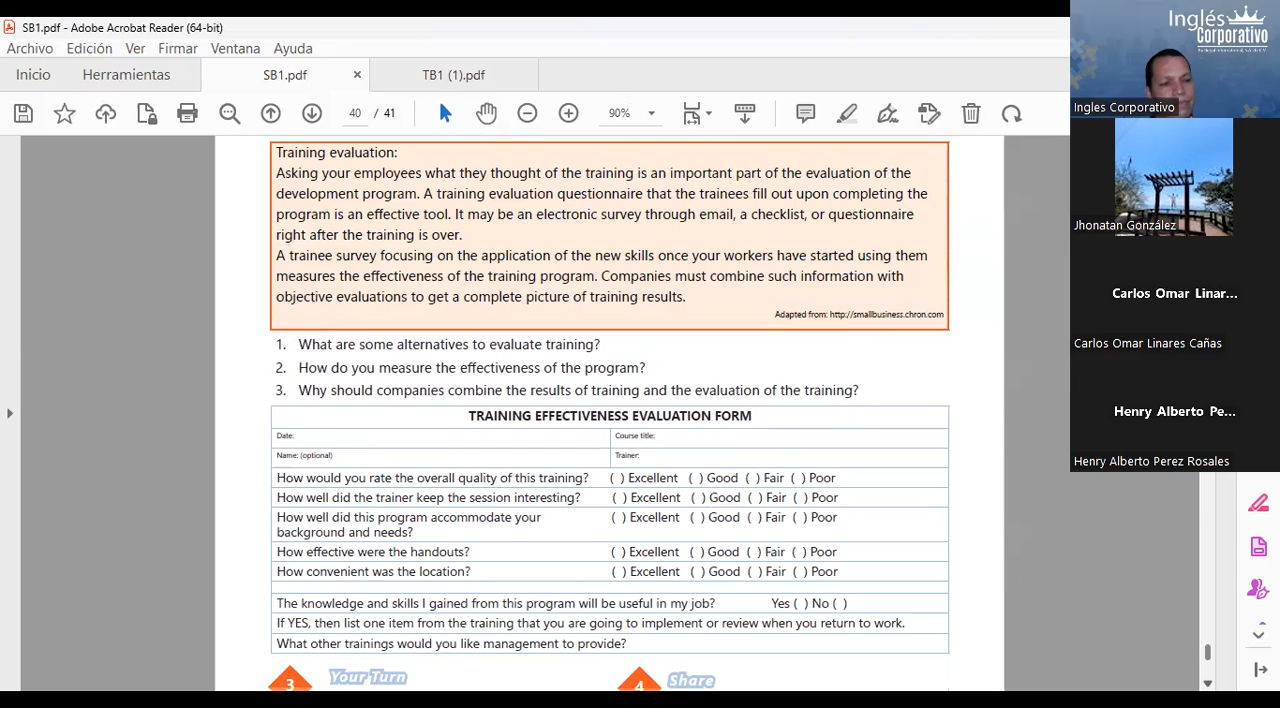 SB1.pdf - Adobe Acrobat Reader (64-bit)
Archivo Edición Ver Firmar Ventana Ayuda
Inicio Herramientas SB1.pdf × TB1 (1).pdf
40 / 41 90%
Training evaluation:
Asking your employees what they thought of the training is an important part of the evaluation of the
development program. A training evaluation questionnaire that the trainees fill out upon completing the
program is an effective tool. It may be an electronic survey through email, a checklist, or questionnaire
right after the training is over.
A trainee survey focusing on the application of the new skills once your workers have started using them
measures the effectiveness of the training program. Companies must combine such information with
objective evaluations to get a complete picture of training results.
Adapted from: http://smallbusiness.chron.com
1. What are some alternatives to evaluate training?
2. How do you measure the effectiveness of the program?
3. Why should companies combine the results of training and the evaluation of the training?
TRAINING EFFECTIVENESS EVALUATION FORM
Date: Course title:
Name: (optional) Trainer:
How would you rate the overall quality of this training? ( ) Excellent ( ) Good ( ) Fair ( ) Poor
How well did the trainer keep the session interesting? ( ) Excellent ( ) Good ( ) Fair ( ) Poor
How well did this program accommodate your ( ) Excellent ( ) Good ( ) Fair ( ) Poor
background and needs?
How effective were the handouts? ( ) Excellent ( ) Good ( ) Fair ( ) Poor
How convenient was the location? ( ) Excellent ( ) Good ( ) Fair ( ) Poor
The knowledge and skills I gained from this program will be useful in my job? Yes ( ) No ( )
If YES, then list one item from the training that you are going to implement or review when you return to work.
What other trainings would you like management to provide?
3 Your Turn 4 Share
Inglés
Corporativo
Ingles Corporativo
Jhonatan González
Carlos Omar Linar...
Carlos Omar Linares Cañas
Henry Alberto Pe...
Henry Alberto Perez Rosales